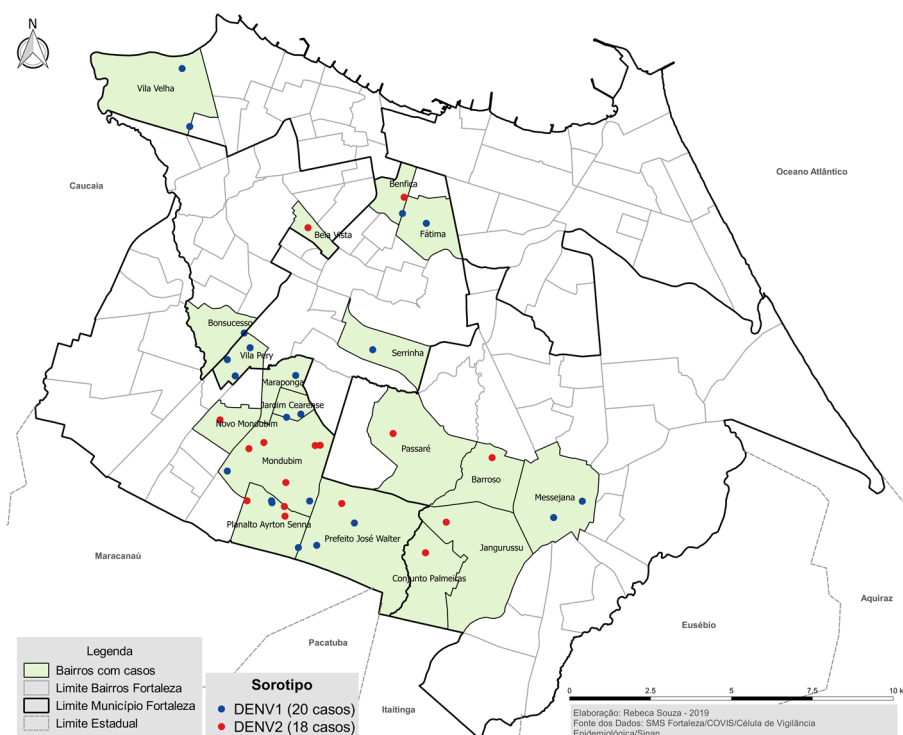 N
Vila Velha
Caucaia
Oceano Atlântico
Benfica
Bela Vista
Fátima
Bonsucesso
Vila Pery
Serrinha
Maraponga
Jardim Cearense
Novo Mondubim
Mondubim
Passaré
Barroso
Messejana
Planalto Ayrton Senna
Prefeito José Walter
Jangurussu
Conjunto Palmeiras
Maracanaú
Aquiraz
Eusébio
Pacatuba
Itaitinga
Legenda
Bairros com casos
Limite Bairros Fortaleza
Limite Município Fortaleza
Limite Estadual
Sorotipo
DENV1 (20 casos)
DENV2 (18 casos)
0 2.5 5 7.5 10 k
Elaboração: Rebeca Souza - 2019
Fonte dos Dados: SMS Fortaleza/COVIS/Célula de Vigilância
Epidemiológica/Sinan